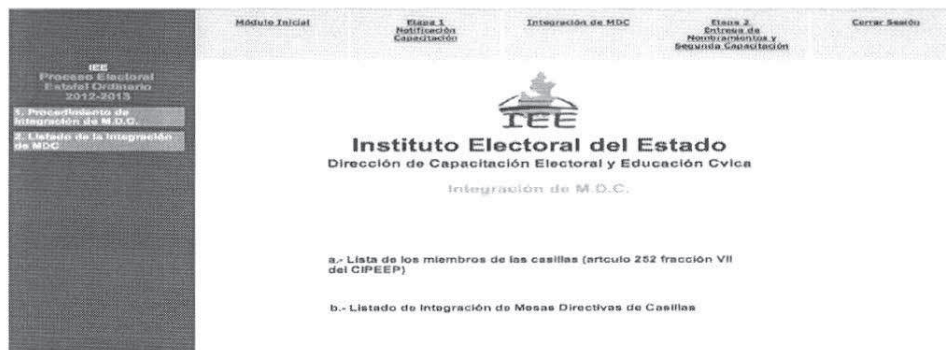 Módulo Inicial
Etapa 1
Notificación
Capacitación
Integración de MDC
Etapa 2
Entrega de
Nombramientos y
Segunda Capacitación
Cerrar Sesión
IEE
Proceso Electoral
Estatal Ordinario
2012-2013
1. Procedimiento de
Integración de M.D.C.
2. Listado de la Integración
de MDC
IEE
Instituto Electoral del Estado
Dirección de Capacitación Electoral y Educación Cvica
Integración de M.D.C.
a.- Lista de los miembros de las casillas (artculo 252 fracción VII
del CIPEEP)
b.- Listado de Integración de Mesas Directivas de Casillas